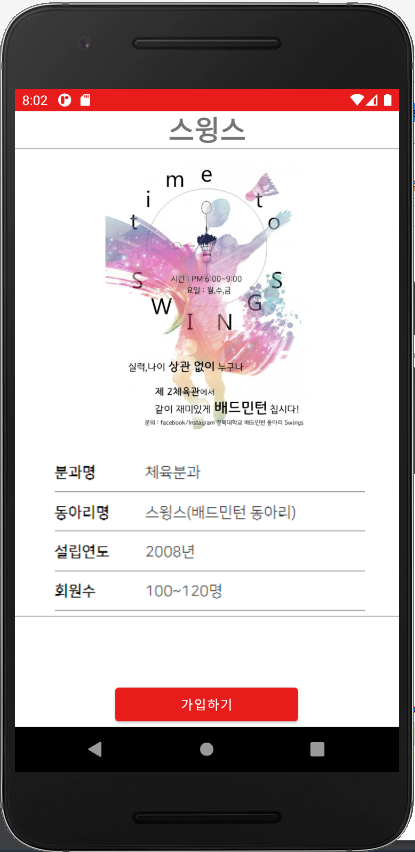 8:02
스윙스
time to
SWINGS
시간 : PM 6:00~9:00
요일 : 월,수,금
실력,나이 상관 없이 누구나
제 2체육관에서
같이 재미있게 배드민턴 칩시다!
문의 : facebook/Instagram 경북대학교 배드민턴 동아리 Swings
분과명 체육분과
동아리명 스윙스(배드민턴 동아리)
설립연도 2008년
회원수 100~120명
가입하기